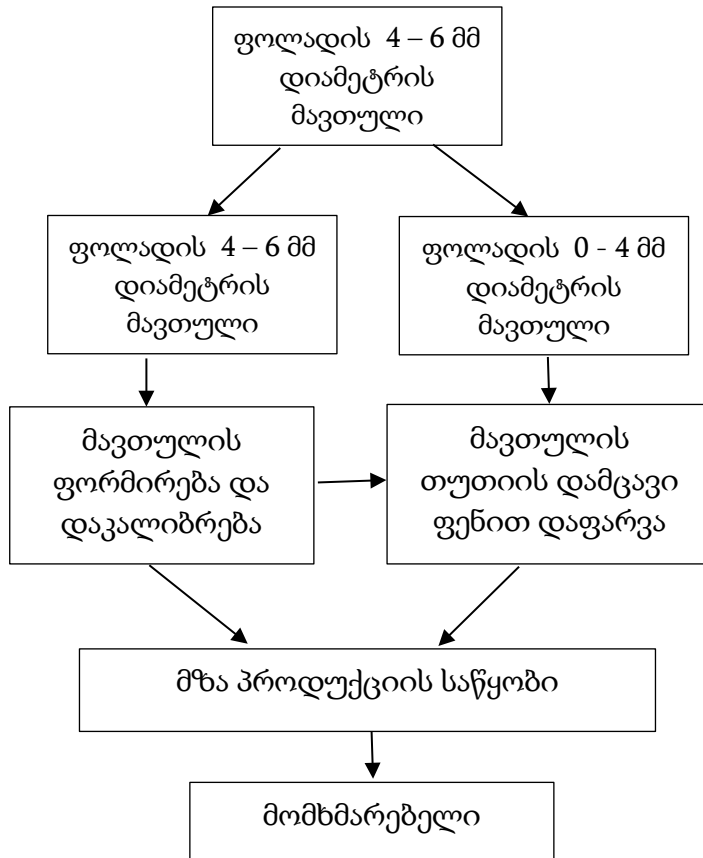 ფოლადის 4 – 6 მმ
დიამეტრის
მავთული
ფოლადის 4 – 6 მმ
დიამეტრის
მავთული
ფოლადის 0 - 4 მმ
დიამეტრის
მავთული
მავთულის
ფორმირება და
დაკალიბრება
მავთულის
თუთიის დამცავი
ფენით დაფარვა
მზა პროდუქციის საწყობი
მომხმარებელი